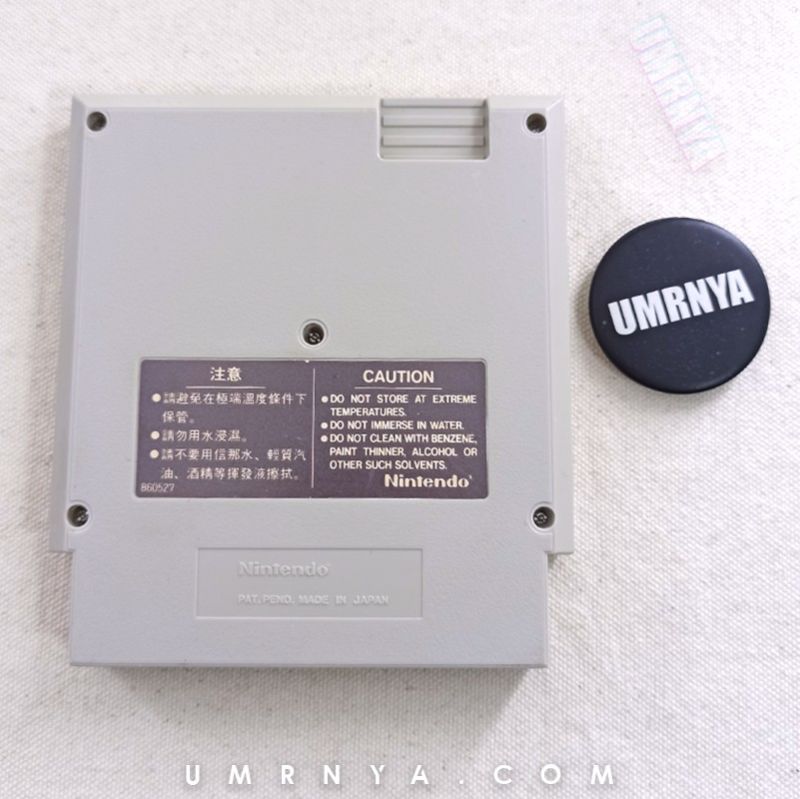 UMRNYA
UMRNYA
注意
●請避免在極端溫度條件下
保管。
●請勿用水浸濕。
●請不要用信那水、輕質汽
油、酒精等揮發液擦拭。
860527
CAUTION
●DO NOT STORE AT EXTREME
TEMPERATURES.
●DO NOT IMMERSE IN WATER.
●DO NOT CLEAN WITH BENZENE,
PAINT THINNER, ALCOHOL OR
OTHER SUCH SOLVENTS.
Nintendo®
Nintendo®
PAT. PEND. MADE IN JAPAN
UMRNYA.COM